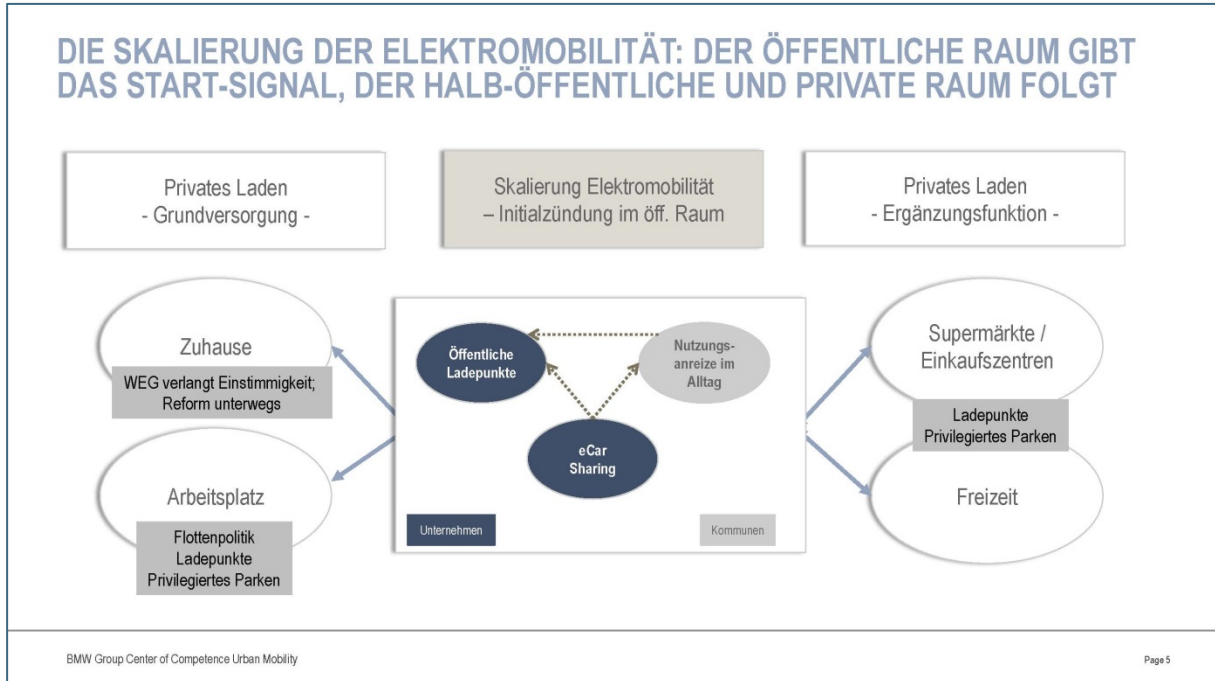 DIE SKALIERUNG DER ELEKTROMOBILITÄT: DER ÖFFENTLICHE RAUM GIBT
DAS START-SIGNAL, DER HALB-ÖFFENTLICHE UND PRIVATE RAUM FOLGT
Privates Laden
- Grundversorgung -
Skalierung Elektromobilität
– Initialzündung im öff. Raum
Privates Laden
- Ergänzungsfunktion -
Zuhause
WEG verlangt Einstimmigkeit;
Reform unterwegs
Arbeitsplatz
Flottenpolitik
Ladepunkte
Privilegiertes Parken
Öffentliche
Ladepunkte
Nutzungs-
anreize im
Alltag
eCar
Sharing
Unternehmen
Kommunen
Supermärkte /
Einkaufszentren
Ladepunkte
Privilegiertes Parken
Freizeit
BMW Group Center of Competence Urban Mobility
Page 5